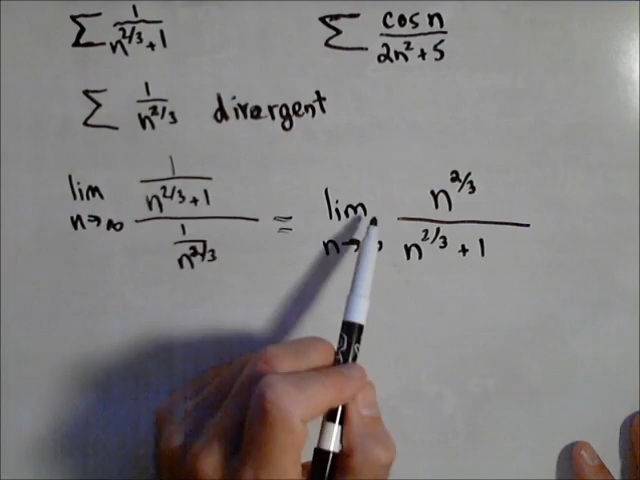 ∑ 1/(n^(2/3)+1) ∑ cos n/(2n²+5)
∑ 1/n^(2/3) divergent
lim n→∞ (1/(n^(2/3)+1))/(1/n^(2/3)) = lim n→ n^(2/3)/(n^(2/3)+1)